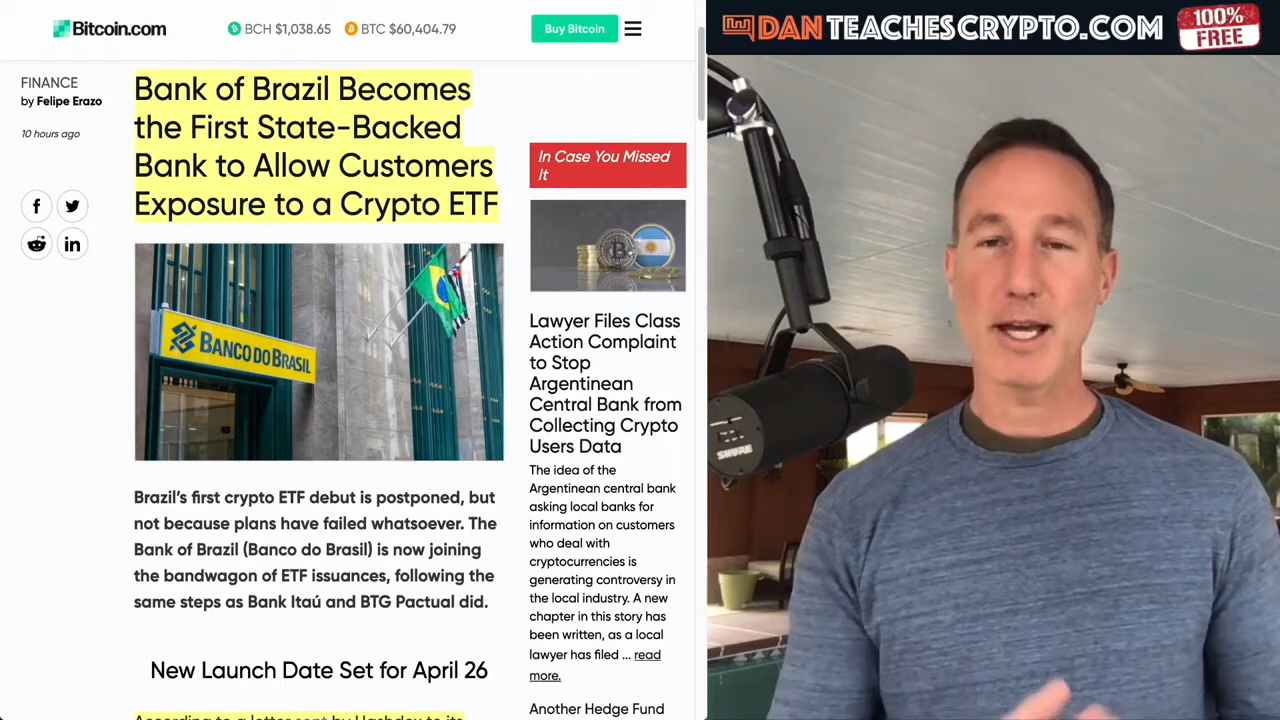 Bitcoin.com
BCH $1,038.65
BTC $60,404.79
Buy Bitcoin
FINANCE
by Felipe Erazo
10 hours ago
Bank of Brazil Becomes
the First State-Backed
Bank to Allow Customers
Exposure to a Crypto ETF
BANCO DO BRASIL
Brazil’s first crypto ETF debut is postponed, but
not because plans have failed whatsoever. The
Bank of Brazil (Banco do Brasil) is now joining
the bandwagon of ETF issuances, following the
same steps as Bank Itaú and BTG Pactual did.
New Launch Date Set for April 26
According to a letter sent by Hashdex to its
In Case You Missed
It
Lawyer Files Class
Action Complaint
to Stop
Argentinean
Central Bank from
Collecting Crypto
Users Data
The idea of the
Argentinean central bank
asking local banks for
information on customers
who deal with
cryptocurrencies is
generating controversy in
the local industry. A new
chapter in this story has
been written, as a local
lawyer has filed ... read
more.
Another Hedge Fund
DANTEACHESCRYPTO.COM
100%
FREE
SHURE